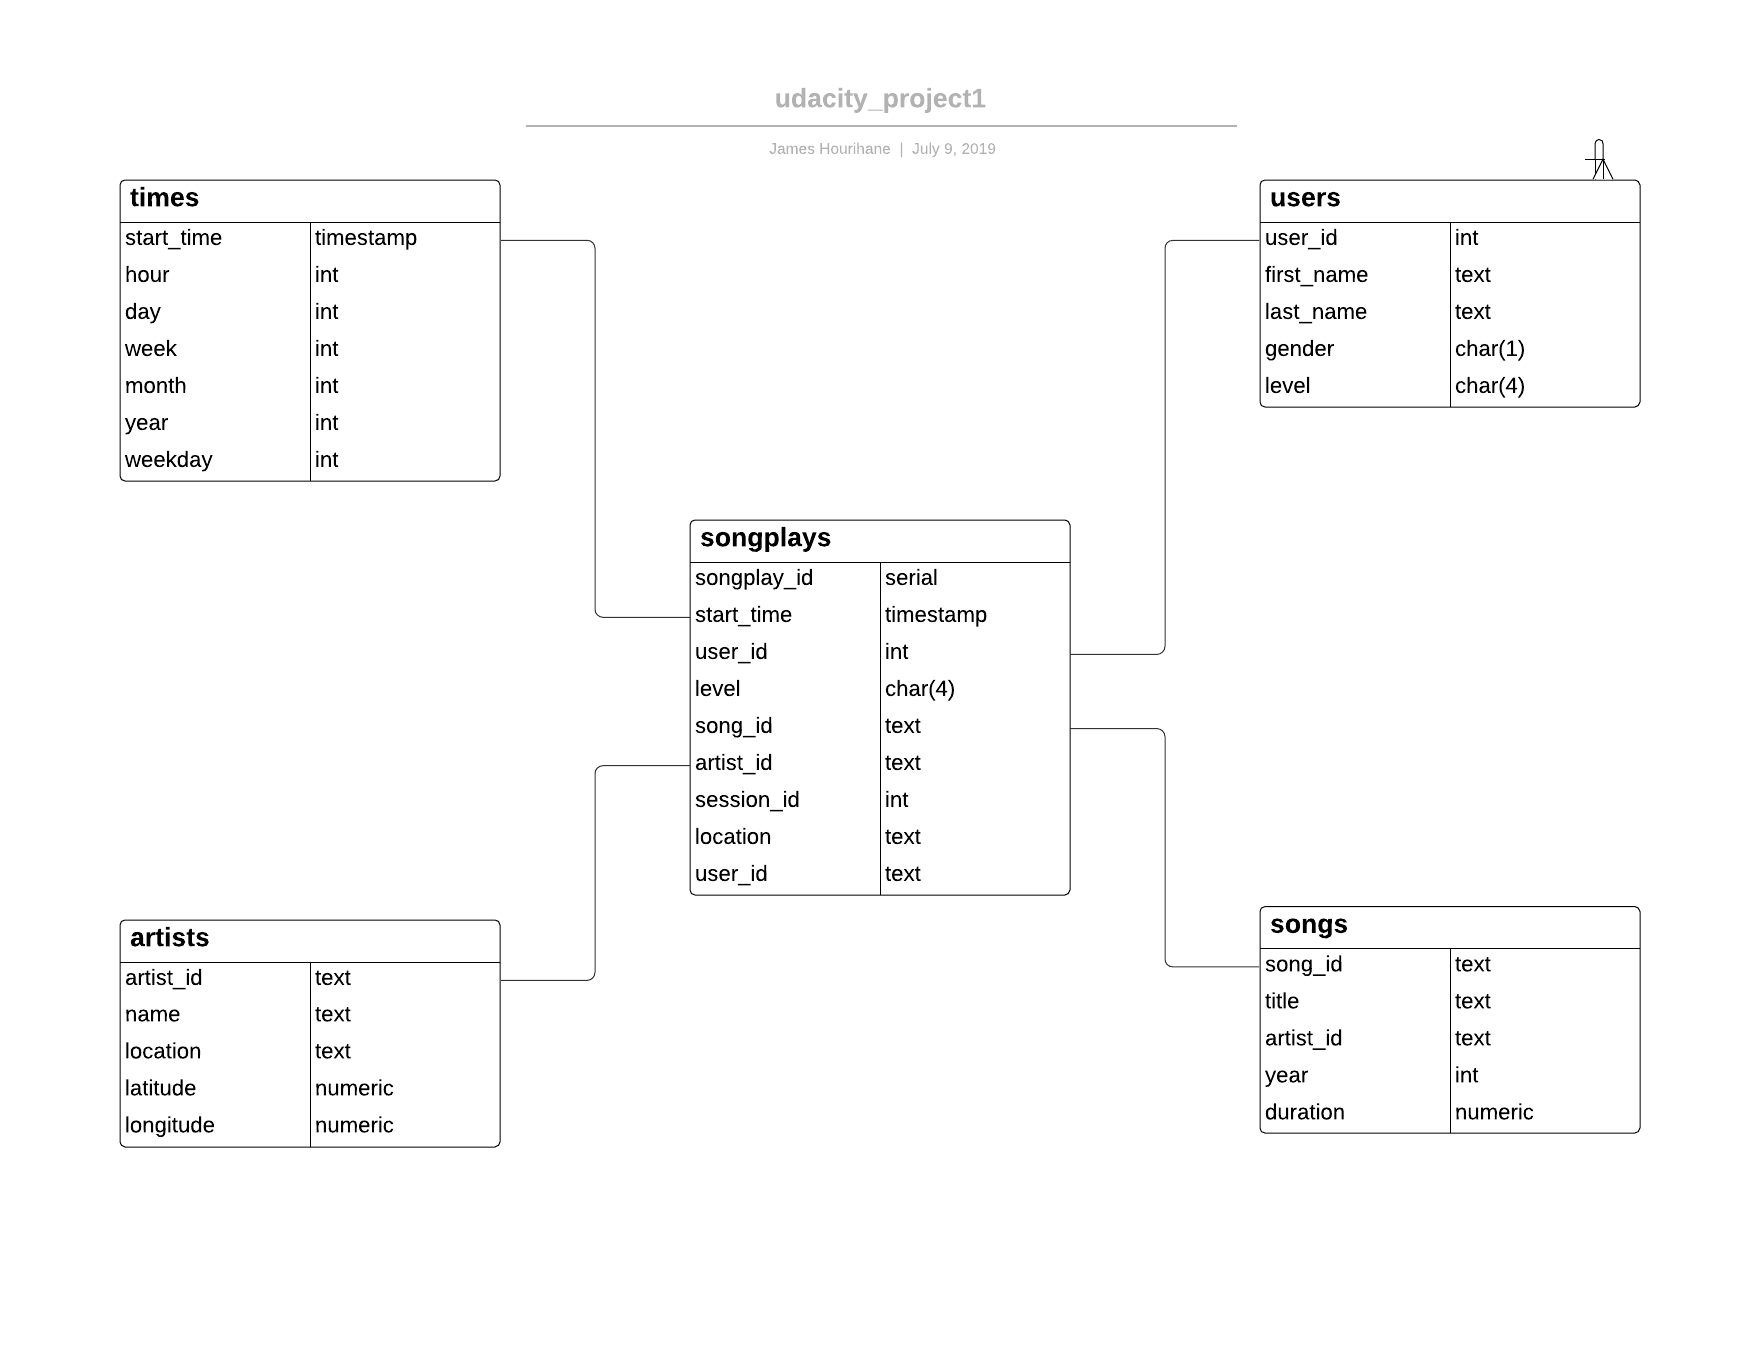 udacity_project1
James Hourihane | July 9, 2019
times
start_time timestamp
hour int
day int
week int
month int
year int
weekday int
users
user_id int
first_name text
last_name text
gender char(1)
level char(4)
songplays
songplay_id serial
start_time timestamp
user_id int
level char(4)
song_id text
artist_id text
session_id int
location text
user_id text
artists
artist_id text
name text
location text
latitude numeric
longitude numeric
songs
song_id text
title text
artist_id text
year int
duration numeric